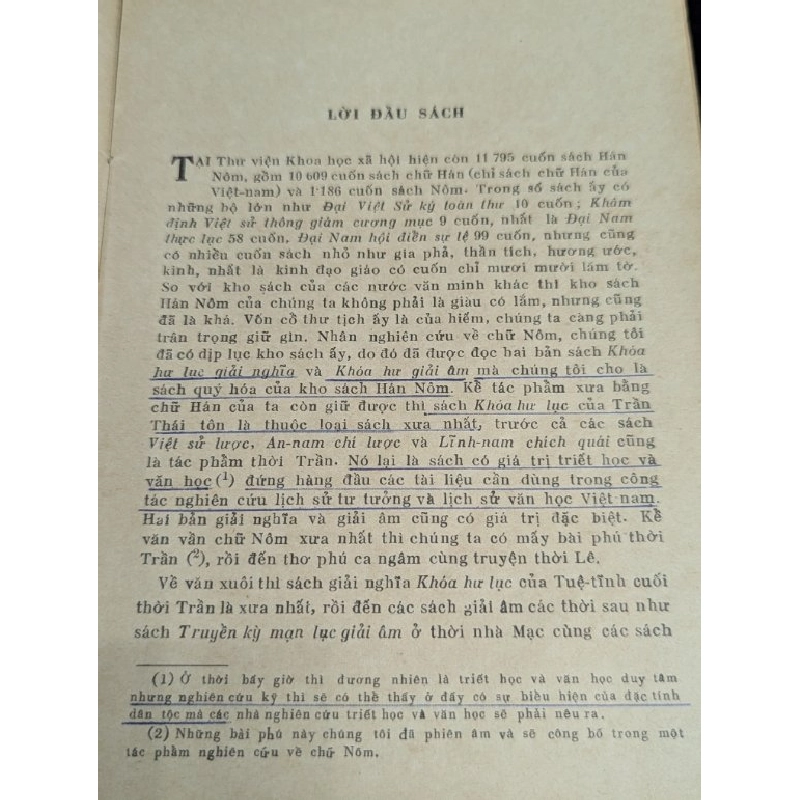 LỜI ĐẦU SÁCH
TẠI Thư viện Khoa học xã hội hiện còn 11 795 cuốn sách Hán
Nôm, gồm 10 609 cuốn sách chữ Hán (chỉ sách chữ Hán của
Việt-nam) và 1 186 cuốn sách Nôm. Trong số sách ấy có
những bộ lớn như Đại Việt Sử ký toàn thư 10 cuốn; Khâm
định Việt sử thông giám cương mục 9 cuốn, nhất là Đại Nam
thực lục 58 cuốn, Đại Nam hội điển sự lệ 99 cuốn, nhưng cũng
có nhiều cuốn sách nhỏ như gia phả, thần tích, hương ước,
kinh, nhất là kinh đạo giáo có cuốn chỉ mươi mười lăm tờ.
So với kho sách của các nước văn minh khác thì kho sách
Hán Nôm của chúng ta không phải là giàu có lắm, nhưng cũng
đã là khá. Vốn cổ thư tịch ấy là của hiếm, chúng ta càng phải
trân trọng giữ gìn. Nhân nghiên cứu về chữ Nôm, chúng tôi
đã có dịp lục kho sách ấy, do đó đã được đọc hai bản sách Khóa
hư lục giải nghĩa và Khóa hư giải âm mà chúng tôi cho là
sách quý hóa của kho sách Hán Nôm. Kể tác phẩm xưa bằng
chữ Hán của ta còn giữ được thì sách Khóa hư lục của Trần
Thái tôn là thuộc loại sách xưa nhất, trước cả các sách
Việt sử lược, An-nam chí lược và Lĩnh-nam chích quái cũng
là tác phẩm thời Trần. Nó lại là sách có giá trị triết học và
văn học(1) đứng hàng đầu các tài liệu cần dùng trong công
tác nghiên cứu lịch sử tư tưởng và lịch sử văn học Việt nam.
Hai bản giải nghĩa và giải âm cũng có giá trị đặc biệt. Kể
văn vần chữ Nôm xưa nhất thì chúng ta có mấy bài phú thời
Trần (2), rồi đến thơ phú ca ngâm cùng truyện thời Lê.
Về văn xuôi thì sách giải nghĩa Khóa hư lục của Tuệ-tĩnh cuối
thời Trần là xưa nhất, rồi đến các sách giải âm các thời sau như
sách Truyền kỳ mạn lục giải âm ở thời nhà Mạc cùng các sách
(1) Ở thời bấy giờ thì đương nhiên là triết học và văn học duy tâm
nhưng nghiên cứu kỹ thì sẽ có thể thấy ở đấy có sự biểu hiện của đặc tính
dân tộc mà các nhà nghiên cứu triết học và văn học sẽ phải nêu ra.
(2) Những bài phú này chúng tôi đã phiên âm và sẽ công bố trong một
tác phẩm nghiên cứu về chữ Nôm.